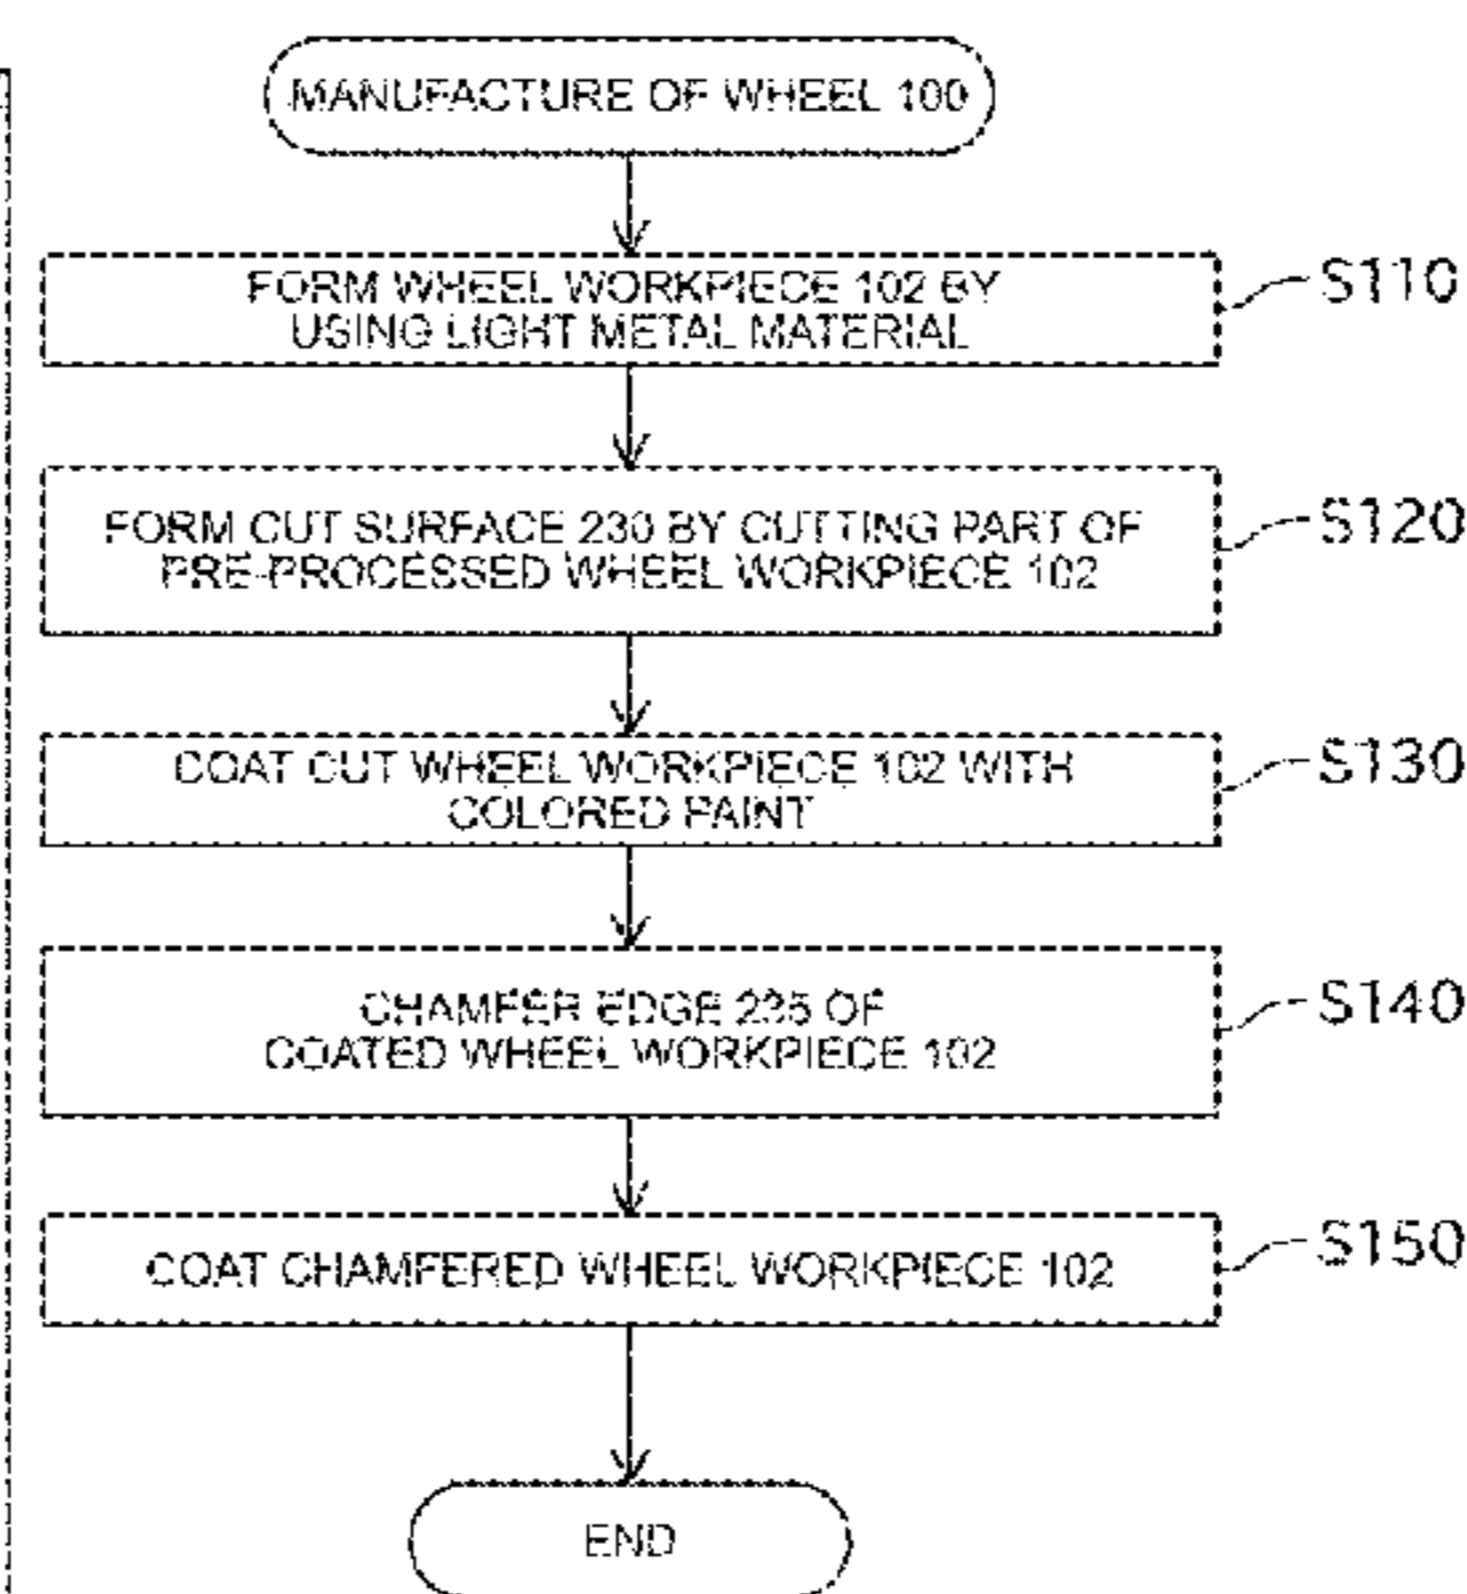 MANUFACTURE OF WHEEL 100
FORM WHEEL WORKPIECE 102 BY
USING LIGHT METAL MATERIAL
S110
FORM CUT SURFACE 230 BY CUTTING PART OF
PRE-PROCESSED WHEEL WORKPIECE 102
S120
COAT CUT WHEEL WORKPIECE 102 WITH
COLORED PAINT
S130
CHAMFER EDGE 235 OF
COATED WHEEL WORKPIECE 102
S140
COAT CHAMFERED WHEEL WORKPIECE 102
S150
END